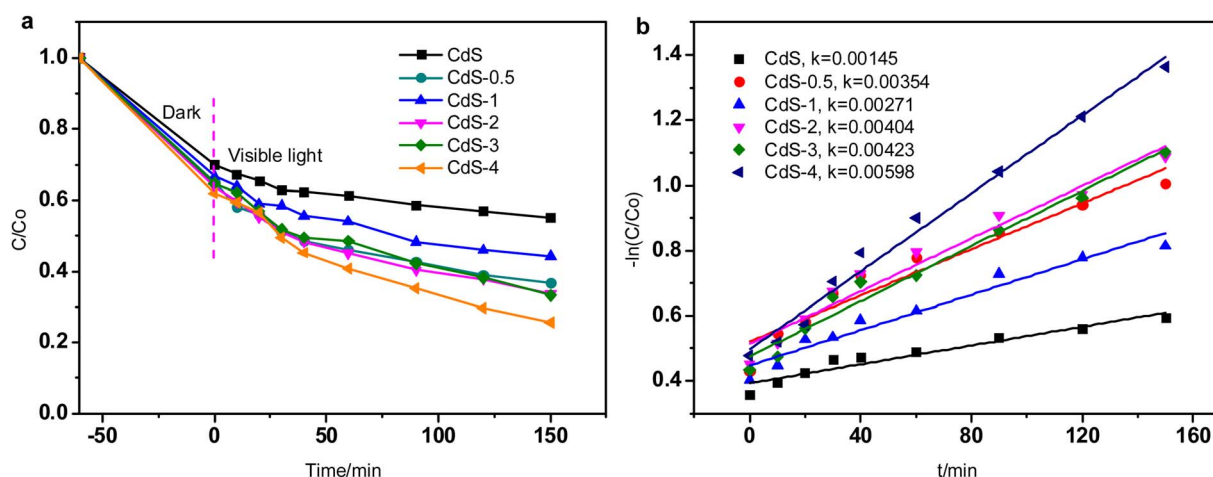 a
C/Co
1.0
0.8
0.6
0.4
0.2
0.0
-50
0
50
100
150
Time/min
Dark
Visible light
CdS
CdS-0.5
CdS-1
CdS-2
CdS-3
CdS-4
b
-ln(C/Co)
1.4
1.2
1.0
0.8
0.6
0.4
0
40
80
120
160
t/min
CdS, k=0.00145
CdS-0.5, k=0.00354
CdS-1, k=0.00271
CdS-2, k=0.00404
CdS-3, k=0.00423
CdS-4, k=0.00598